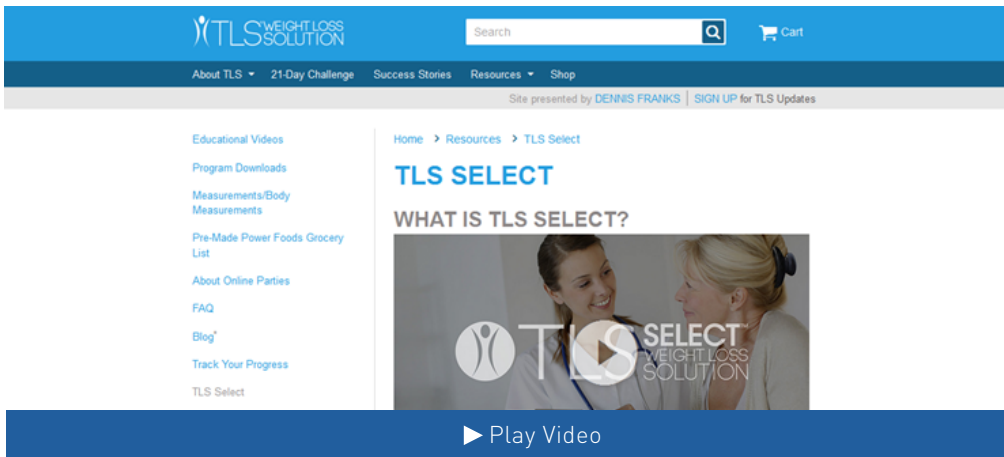 TLS WEIGHT LOSS SOLUTION
Search
Cart
About TLS
21-Day Challenge
Success Stories
Resources
Shop
Site presented by DENNIS FRANKS | SIGN UP for TLS Updates
Educational Videos
Program Downloads
Measurements/Body
Measurements
Pre-Made Power Foods Grocery
List
About Online Parties
FAQ
Blog*
Track Your Progress
TLS Select
Home > Resources > TLS Select
TLS SELECT
WHAT IS TLS SELECT?
TLS SELECT
WEIGHT LOSS
SOLUTION
Play Video